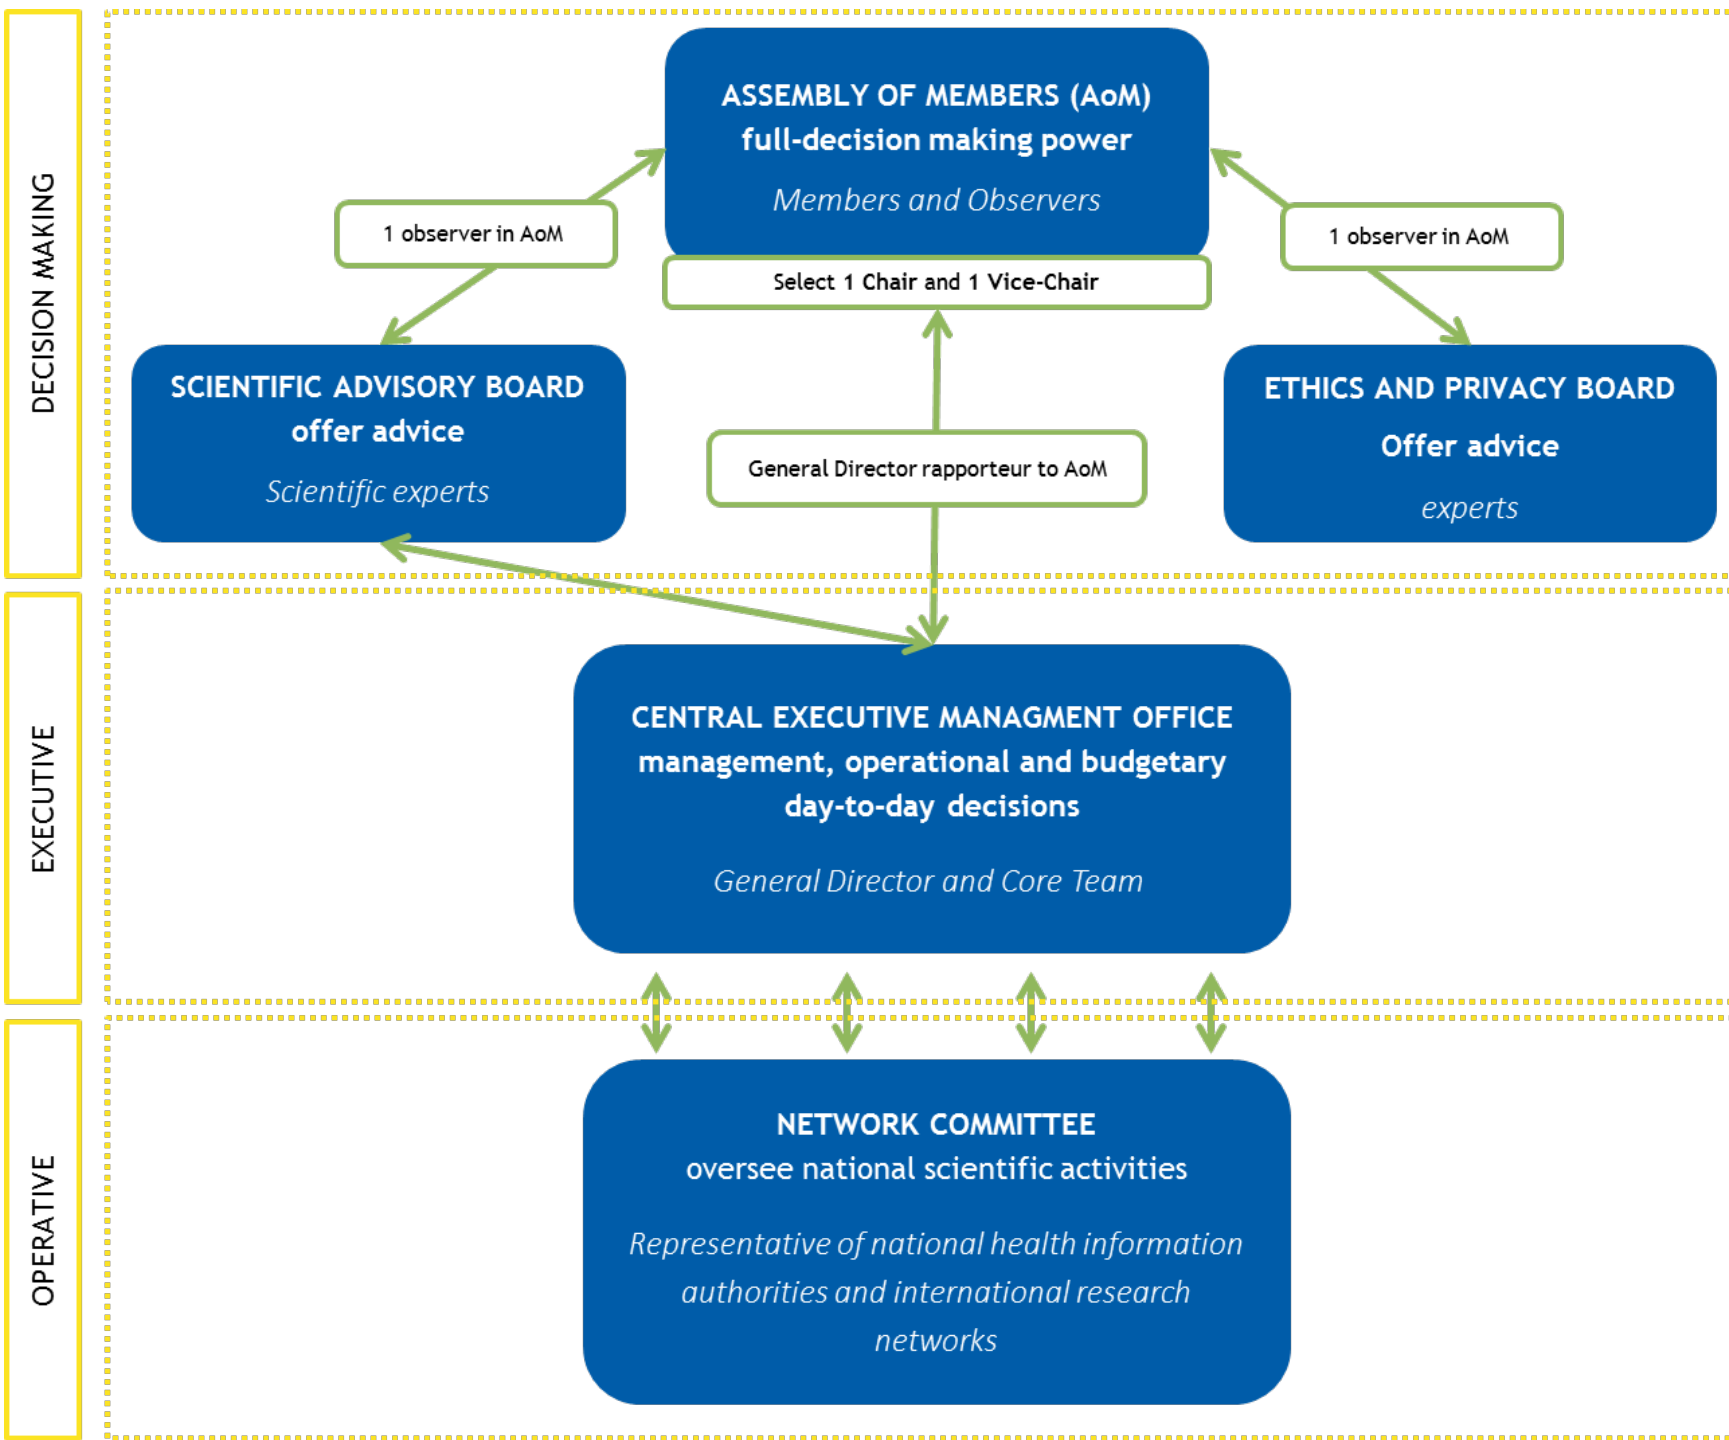 DECISION MAKING
ASSEMBLY OF MEMBERS (AoM)
full-decision making power
Members and Observers
1 observer in AoM
1 observer in AoM
Select 1 Chair and 1 Vice-Chair
SCIENTIFIC ADVISORY BOARD
offer advice
Scientific experts
General Director rapporteur to AoM
ETHICS AND PRIVACY BOARD
Offer advice
experts
EXECUTIVE
CENTRAL EXECUTIVE MANAGMENT OFFICE
management, operational and budgetary
day-to-day decisions
General Director and Core Team
OPERATIVE
NETWORK COMMITTEE
oversee national scientific activities
Representative of national health information
authorities and international research
networks